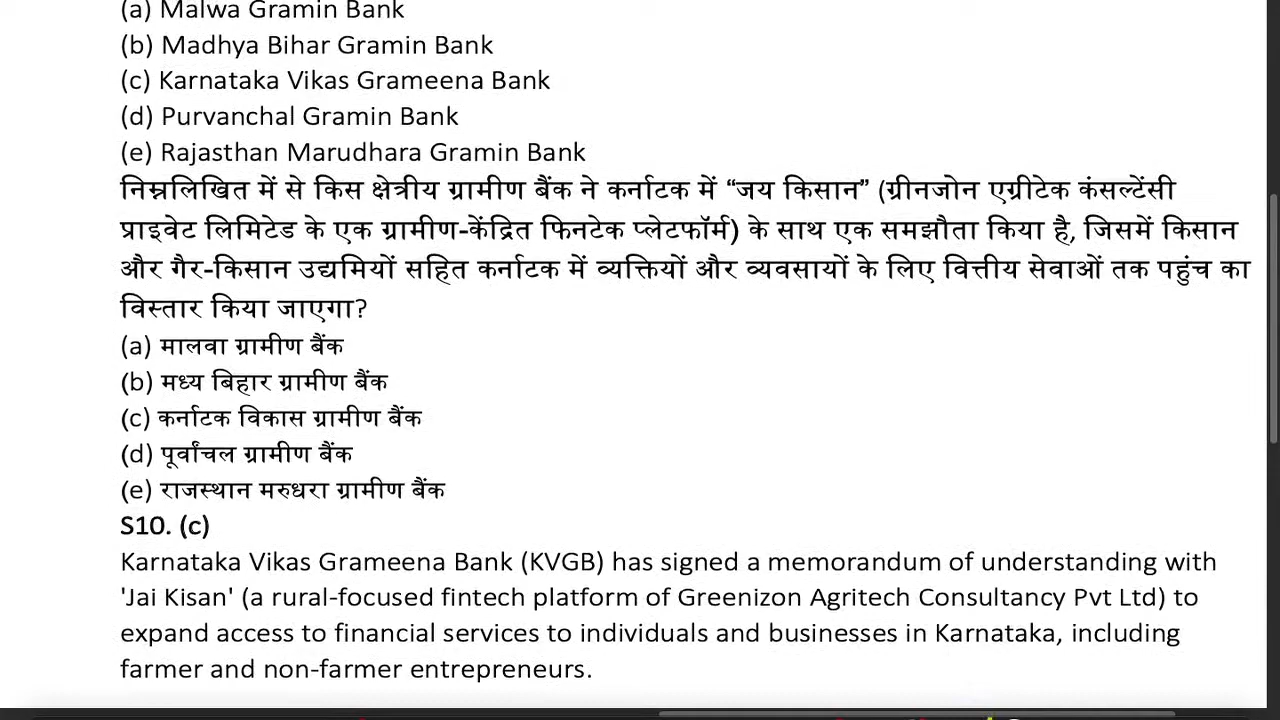 (a) Malwa Gramin Bank
(b) Madhya Bihar Gramin Bank
(c) Karnataka Vikas Grameena Bank
(d) Purvanchal Gramin Bank
(e) Rajasthan Marudhara Gramin Bank
निम्नलिखित में से किस क्षेत्रीय ग्रामीण बैंक ने कर्नाटक में “जय किसान” (ग्रीनजोन एग्रीटेक कंसल्टेंसी
प्राइवेट लिमिटेड के एक ग्रामीण-केंद्रित फिनटेक प्लेटफॉर्म) के साथ एक समझौता किया है, जिसमें किसान
और गैर-किसान उद्यमियों सहित कर्नाटक में व्यक्तियों और व्यवसायों के लिए वित्तीय सेवाओं तक पहुंच का
विस्तार किया जाएगा?
(a) मालवा ग्रामीण बैंक
(b) मध्य बिहार ग्रामीण बैंक
(c) कर्नाटक विकास ग्रामीण बैंक
(d) पूर्वांचल ग्रामीण बैंक
(e) राजस्थान मरुधरा ग्रामीण बैंक
S10. (c)
Karnataka Vikas Grameena Bank (KVGB) has signed a memorandum of understanding with
'Jai Kisan' (a rural-focused fintech platform of Greenizon Agritech Consultancy Pvt Ltd) to
expand access to financial services to individuals and businesses in Karnataka, including
farmer and non-farmer entrepreneurs.